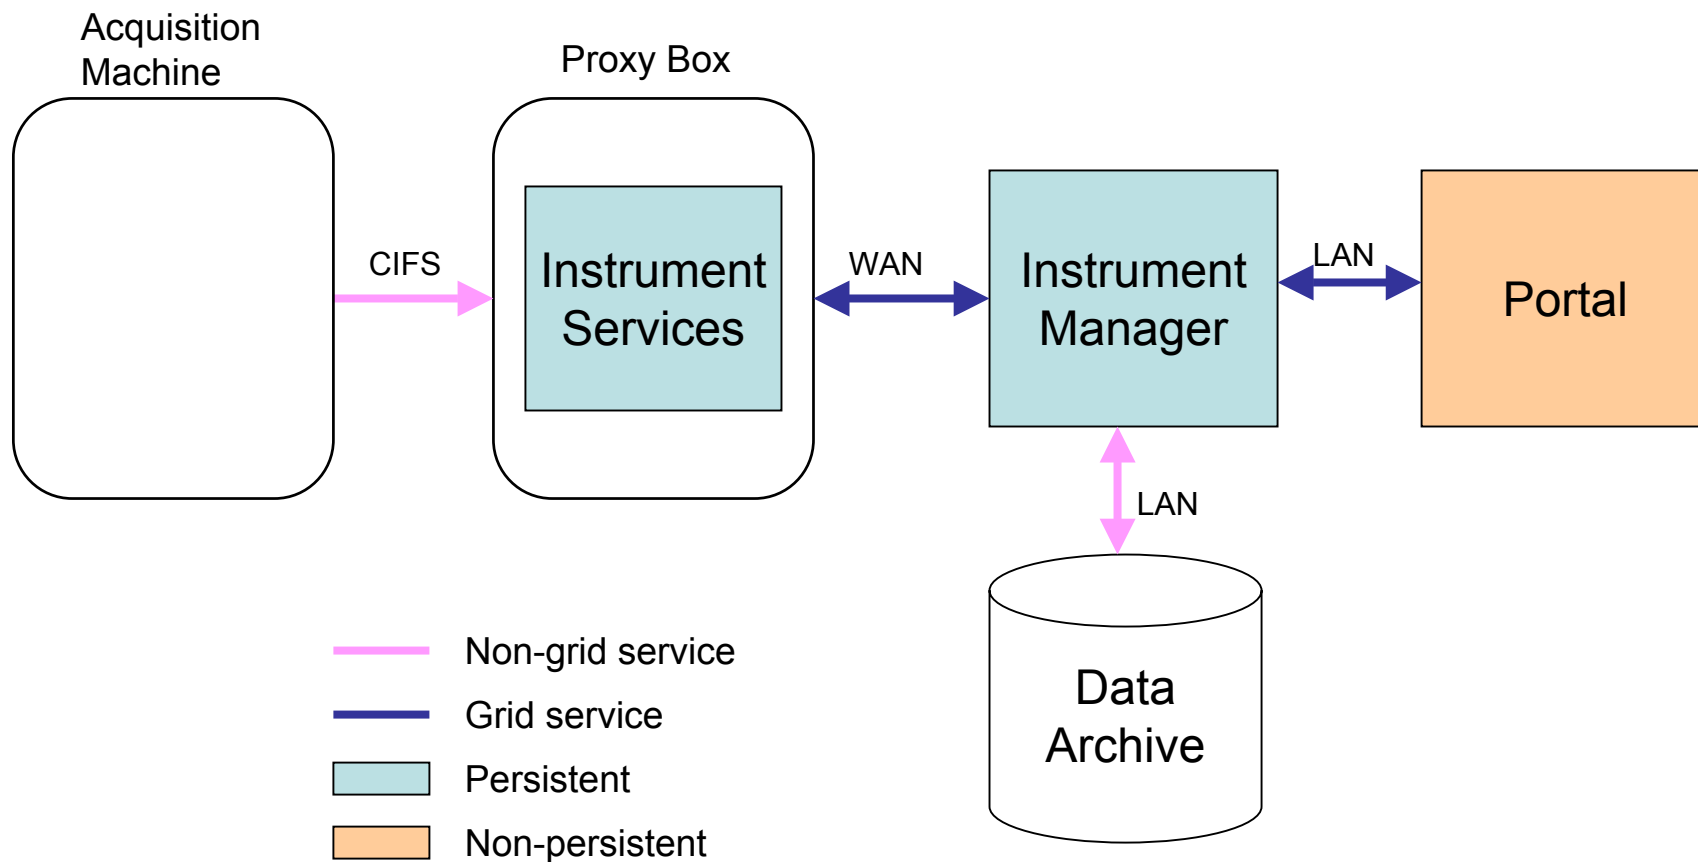 Acquisition
Machine
Proxy Box
CIFS
Instrument
Services
WAN
Instrument
Manager
LAN
Portal
LAN
Data
Archive
Non-grid service
Grid service
Persistent
Non-persistent